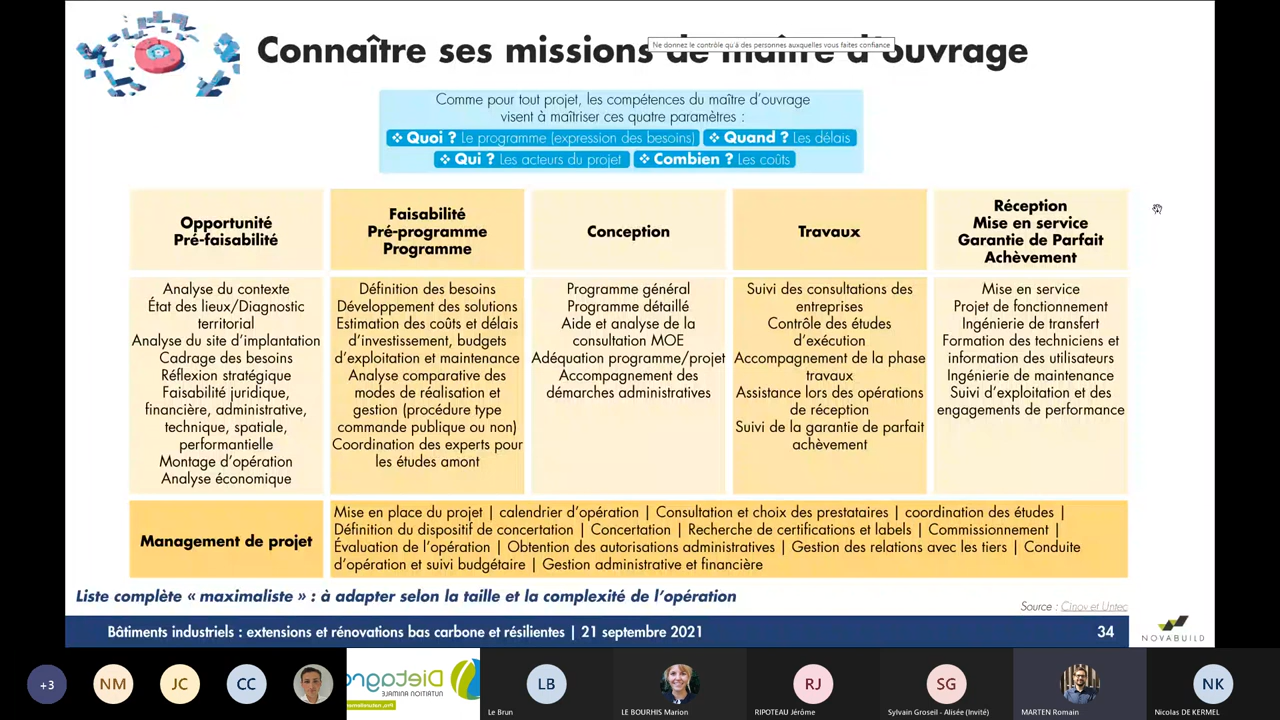 Connaître ses missions de maître d'ouvrage
Ne donnez le contrôle qu'à des personnes auxquelles vous faites confiance
Comme pour tout projet, les compétences du maître d'ouvrage
visent à maîtriser ces quatre paramètres :
❖ Quoi ? Le programme (expression des besoins) ❖ Quand ? Les délais
❖ Qui ? Les acteurs du projet ❖ Combien ? Les coûts
Opportunité
Pré-faisabilité
Faisabilité
Pré-programme
Programme
Conception
Travaux
Réception
Mise en service
Garantie de Parfait
Achèvement
Analyse du contexte
État des lieux/Diagnostic
territorial
Analyse du site d'implantation
Cadrage des besoins
Réflexion stratégique
Faisabilité juridique,
financière, administrative,
technique, spatiale,
performantielle
Montage d'opération
Analyse économique
Définition des besoins
Développement des solutions
Estimation des coûts et délais
d'investissement, budgets
d'exploitation et maintenance
Analyse comparative des
modes de réalisation et
gestion (procédure type
commande publique ou non)
Coordination des experts pour
les études amont
Programme général
Programme détaillé
Aide et analyse de la
consultation MOE
Adéquation programme/projet
Accompagnement des
démarches administratives
Suivi des consultations des
entreprises
Contrôle des études
d'exécution
Accompagnement de la phase
travaux
Assistance lors des opérations
de réception
Suivi de la garantie de parfait
achèvement
Mise en service
Projet de fonctionnement
Ingénierie de transfert
Formation des techniciens et
information des utilisateurs
Ingénierie de maintenance
Suivi d'exploitation et des
engagements de performance
Management de projet
Mise en place du projet | calendrier d'opération | Consultation et choix des prestataires | coordination des études |
Définition du dispositif de concertation | Concertation | Recherche de certifications et labels | Commissionnement |
Évaluation de l'opération | Obtention des autorisations administratives | Gestion des relations avec les tiers | Conduite
d'opération et suivi budgétaire | Gestion administrative et financière
Liste complète « maximaliste » : à adapter selon la taille et la complexité de l'opération
Source : Cinov et Untec
Bâtiments industriels : extensions et rénovations bas carbone et résilientes | 21 septembre 2021
34
NOVABUILD
+3
NM
JC
CC
Dietagro
NUTRITION ANIMALE
LB
Le Brun
LE BOURHIS Marion
RJ
RIPOTEAU Jérôme
SG
Sylvain Groseil - Alisée (Invité)
MARTEN Romain
NK
Nicolas DE KERMEL